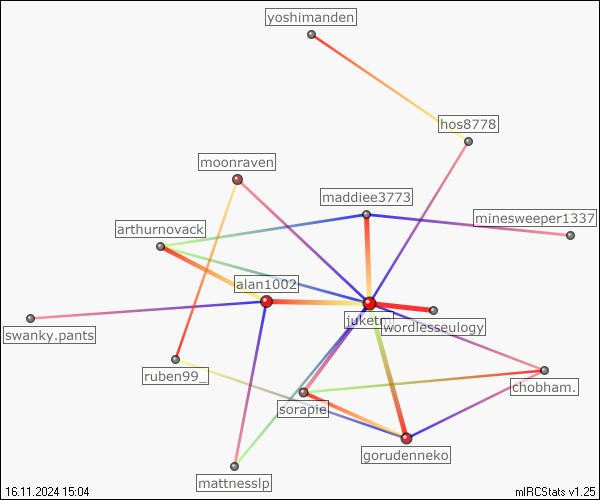 yoshimanden
hos8778
moonraven
maddiee3773
minesweeper1337
arthurnovack
alan1002
juketm
wordlesseulogy
swanky.pants
ruben99_
chobham.
sorapie
gorudenneko
mattnesslp
16.11.2024 15:04
mIRCStats v1.25